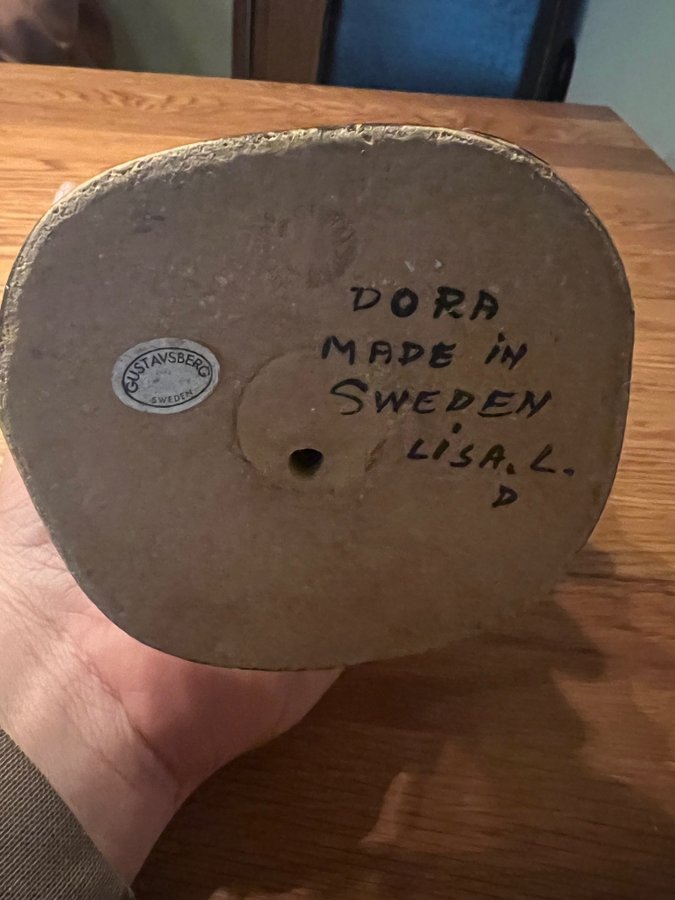 GUSTAVSBERG
SWEDEN
DORA
MADE iN
SWEDEN
LiSA. L.
D